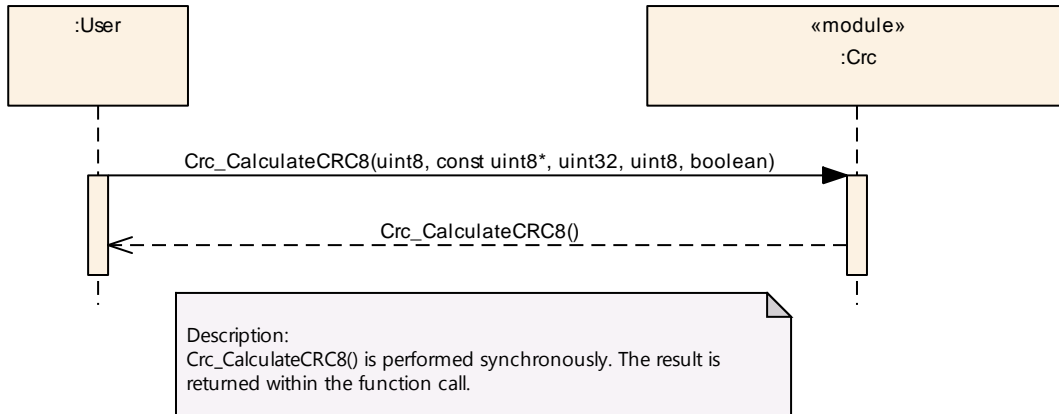 :User
«module»
:Crc
Crc_CalculateCRC8(uint8, const uint8*, uint32, uint8, boolean)
Crc_CalculateCRC8()
Description:
Crc_CalculateCRC8() is performed synchronously. The result is
returned within the function call.